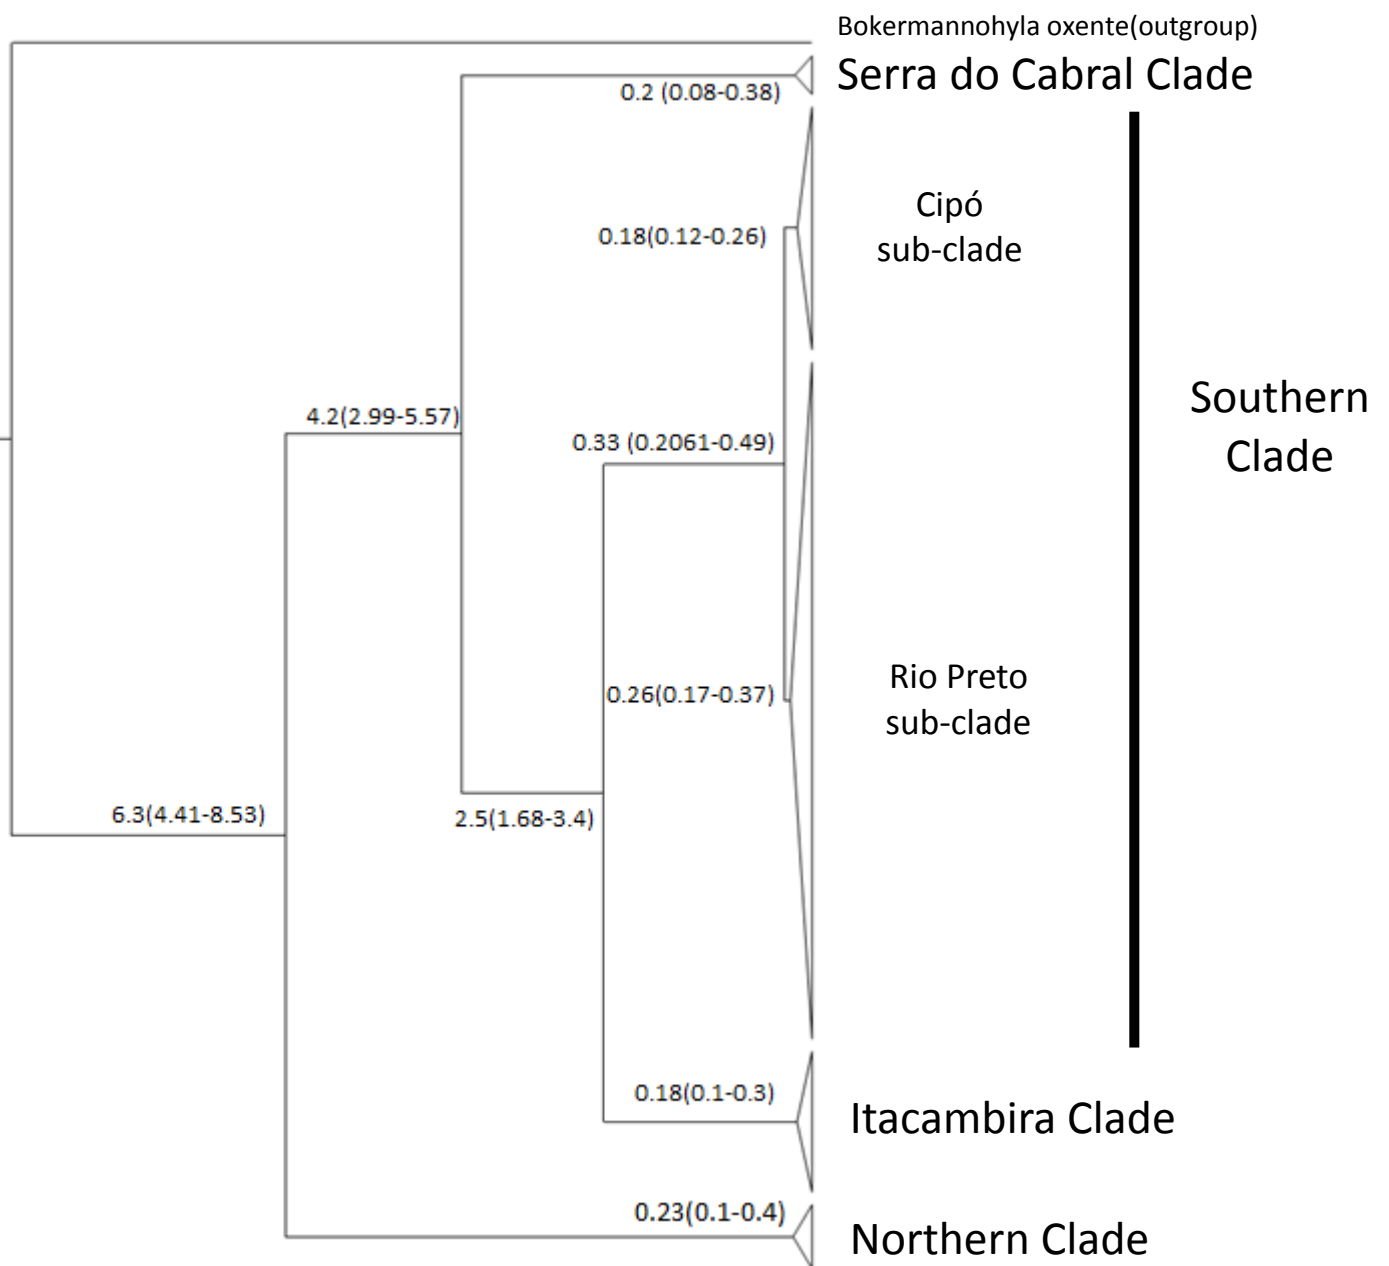 Bokermannohyla oxente(outgroup)
Serra do Cabral Clade
0.2 (0.08-0.38)
Cipó
sub-clade
0.18(0.12-0.26)
Southern
Clade
4.2(2.99-5.57)
0.33 (0.2061-0.49)
Rio Preto
sub-clade
0.26(0.17-0.37)
6.3(4.41-8.53)
2.5(1.68-3.4)
0.18(0.1-0.3)
Itacambira Clade
0.23(0.1-0.4)
Northern Clade